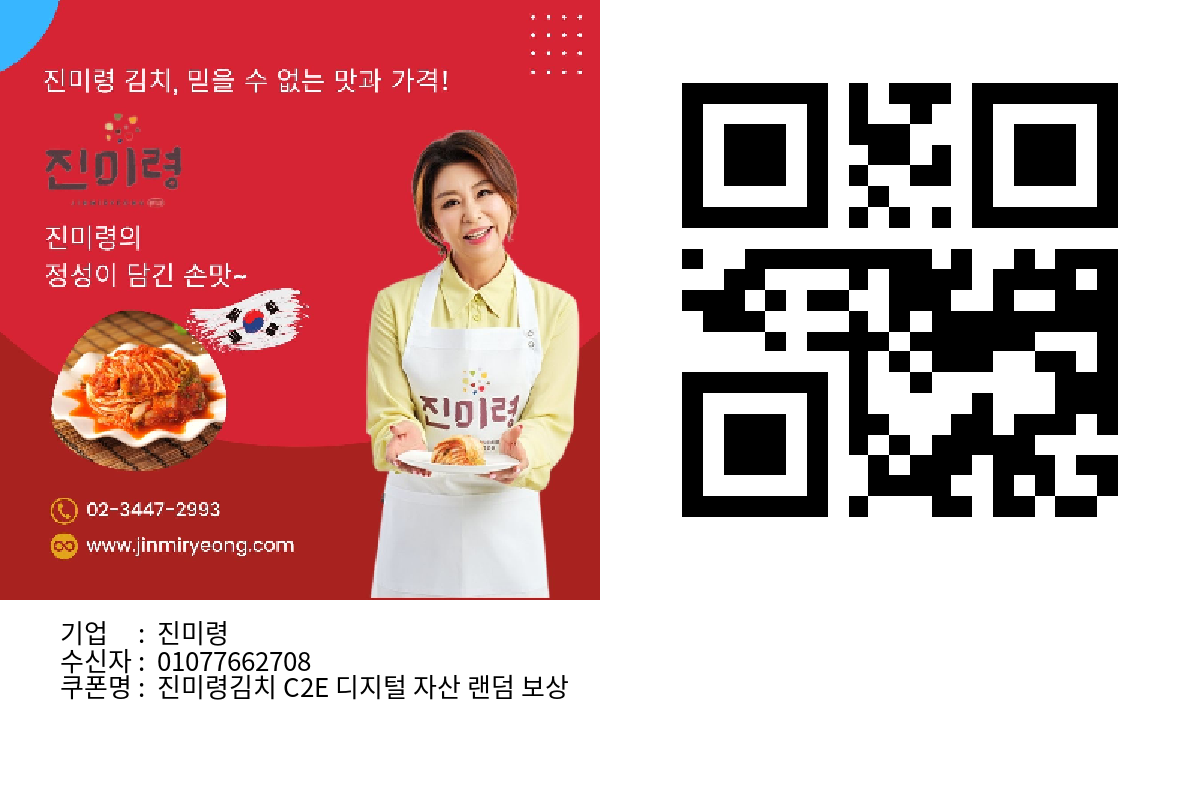 진미령 김치, 믿을 수 없는 맛과 가격!
진미령
진미령의
정성이 담긴 손맛~
진미령
02-3447-2993
www.jinmiryeong.com
기업 : 진미령
수신자 : 01077662708
쿠폰명 : 진미령김치 C2E 디지털 자산 랜덤 보상